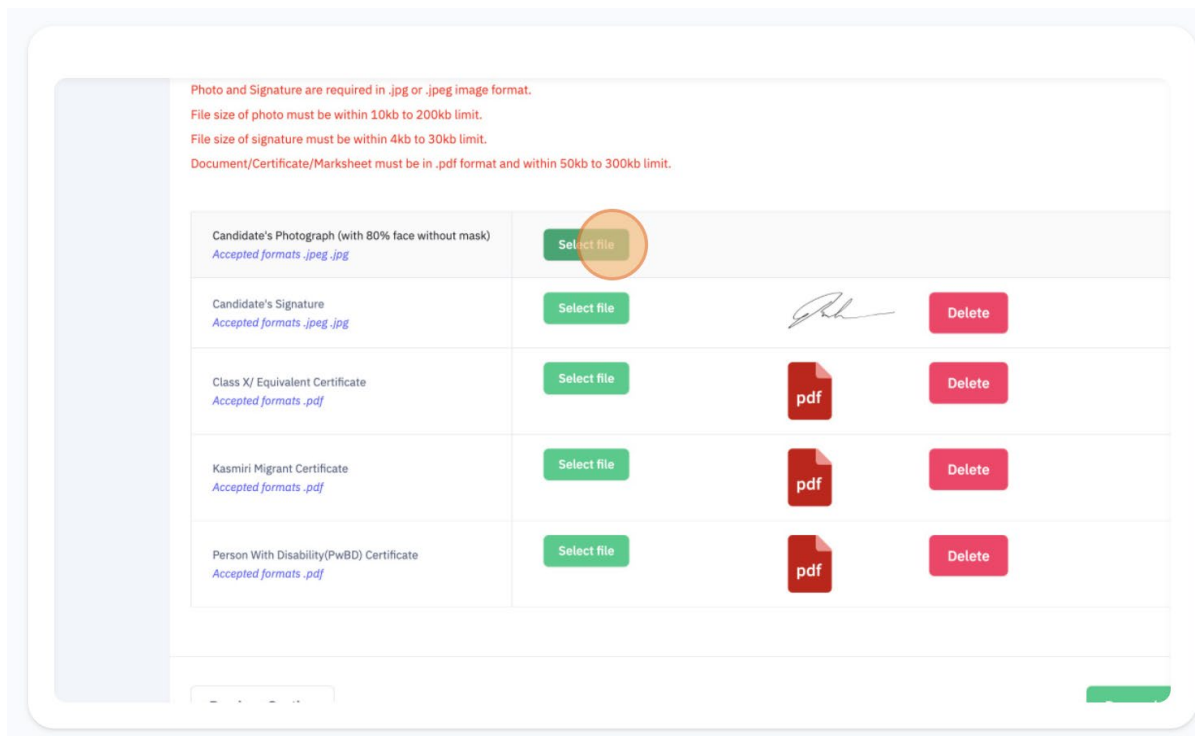 Photo and Signature are required in .jpg or .jpeg image format.
File size of photo must be within 10kb to 200kb limit.
File size of signature must be within 4kb to 30kb limit.
Document/Certificate/Marksheet must be in .pdf format and within 50kb to 300kb limit.
Candidate's Photograph (with 80% face without mask)
Accepted formats .jpeg .jpg
Select file
Candidate's Signature
Accepted formats .jpeg .jpg
Select file
Delete
Class X/ Equivalent Certificate
Accepted formats .pdf
Select file
pdf
Delete
Kasmiri Migrant Certificate
Accepted formats .pdf
Select file
pdf
Delete
Person With Disability(PwBD) Certificate
Accepted formats .pdf
Select file
pdf
Delete